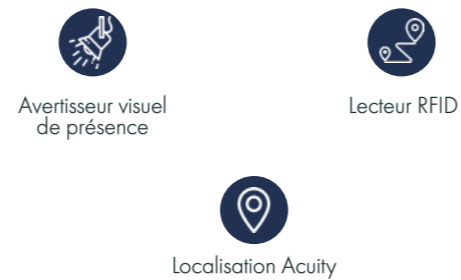 Avertisseur visuel
de présence
Lecteur RFID
Localisation Acuity